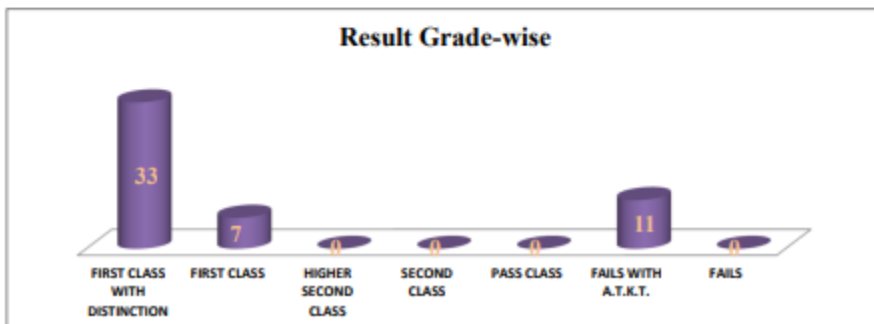 Result Grade-wise
33
7
0
0
0
11
0
FIRST CLASS
WITH
DISTINCTION
FIRST CLASS
HIGHER
SECOND
CLASS
SECOND
CLASS
PASS CLASS
FAILS WITH
A.T.K.T.
FAILS